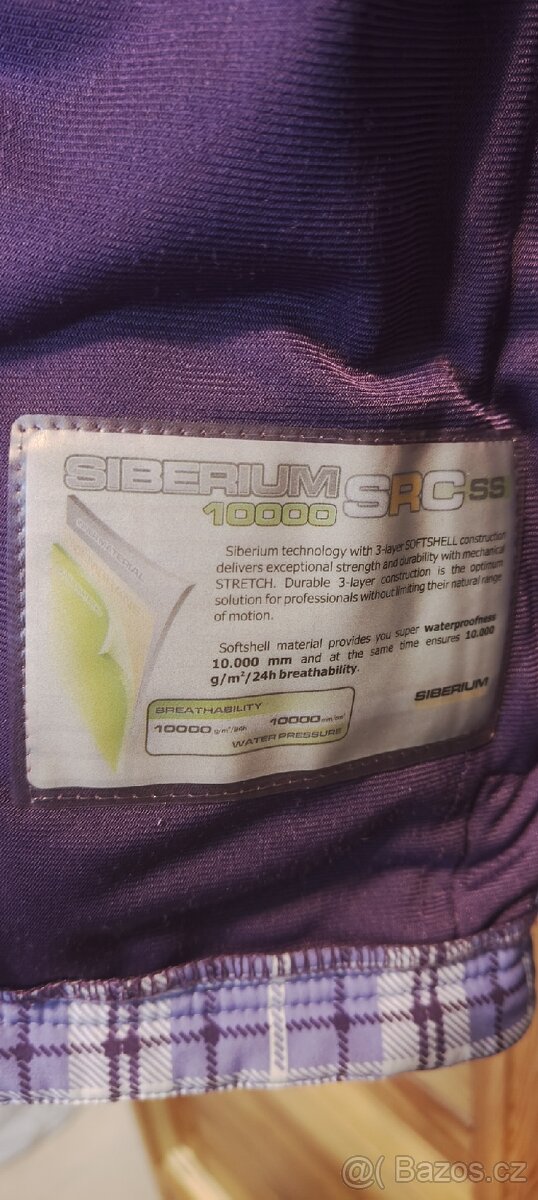 SIBERIUM SRC SS
10000
Siberium technology with 3-layer SOFTSHELL construction
delivers exceptional strength and durability with mechanical
STRETCH. Durable 3-layer construction is the optimum
solution for professionals without limiting their natural range
of motion.
Softshell material provides you super waterproofness
10.000 mm and at the same time ensures 10.000
g/m²/24h breathability.
SIBERIUM
BREATHABILITY
10000 g/m²/24h 10000 mm/cm²
WATER PRESSURE
@( Bazos.cz